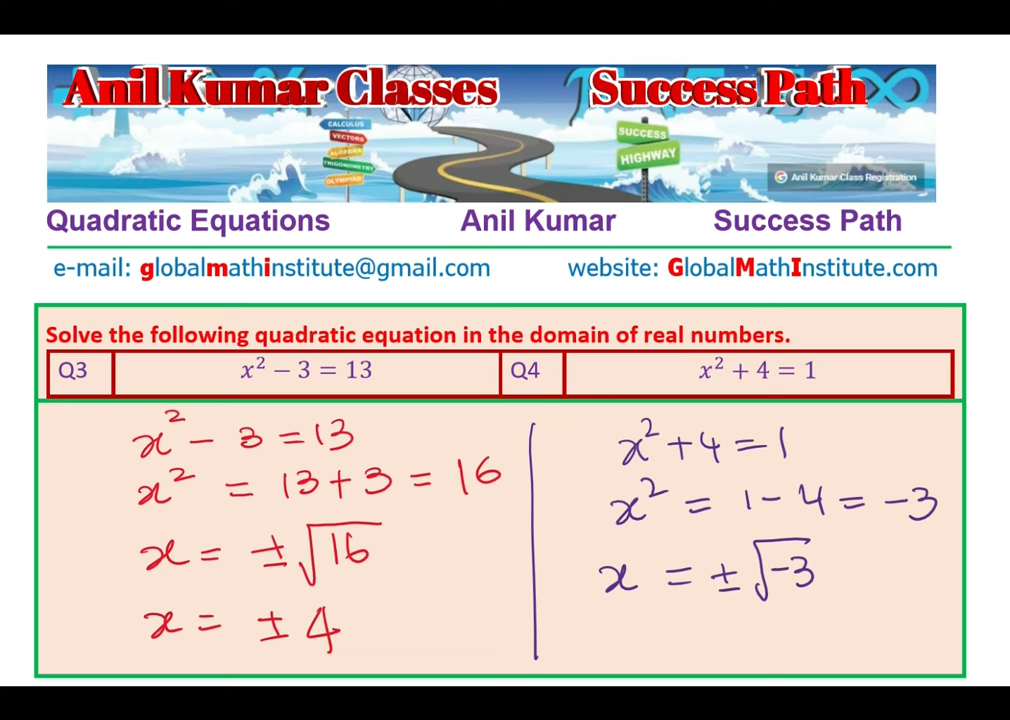 Anil Kumar Classes Success Path
CALCULUS
VECTORS
ALGEBRA
TRIGONOMETRY
OLYMPIAD
SUCCESS
HIGHWAY
Anil Kumar Class Registration
Quadratic Equations Anil Kumar Success Path
e-mail: globalmathinstitute@gmail.com website: GlobalMathInstitute.com
Solve the following quadratic equation in the domain of real numbers.
Q3 x² − 3 = 13 Q4 x² + 4 = 1
x² − 3 = 13
x² = 13 + 3 = 16
x = ± √16
x = ± 4
x² + 4 = 1
x² = 1 − 4 = −3
x = ± √−3